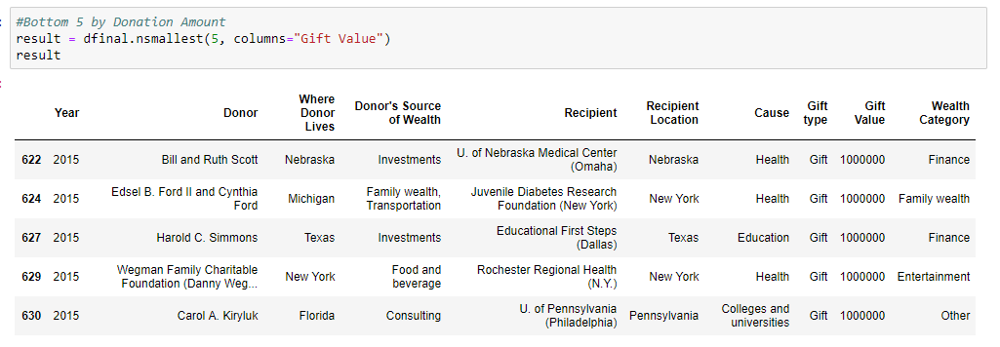 #Bottom 5 by Donation Amount
result = dfinal.nsmallest(5, columns="Gift Value")
result
Year Donor Where Donor Lives Donor's Source of Wealth Recipient Recipient Location Cause Gift type Gift Value Wealth Category
622 2015 Bill and Ruth Scott Nebraska Investments U. of Nebraska Medical Center (Omaha) Nebraska Health Gift 1000000 Finance
624 2015 Edsel B. Ford II and Cynthia Ford Michigan Family wealth, Transportation Juvenile Diabetes Research Foundation (New York) New York Health Gift 1000000 Family wealth
627 2015 Harold C. Simmons Texas Investments Educational First Steps (Dallas) Texas Education Gift 1000000 Finance
629 2015 Wegman Family Charitable Foundation (Danny Weg... New York Food and beverage Rochester Regional Health (N.Y.) New York Health Gift 1000000 Entertainment
630 2015 Carol A. Kiryluk Florida Consulting U. of Pennsylvania (Philadelphia) Pennsylvania Colleges and universities Gift 1000000 Other